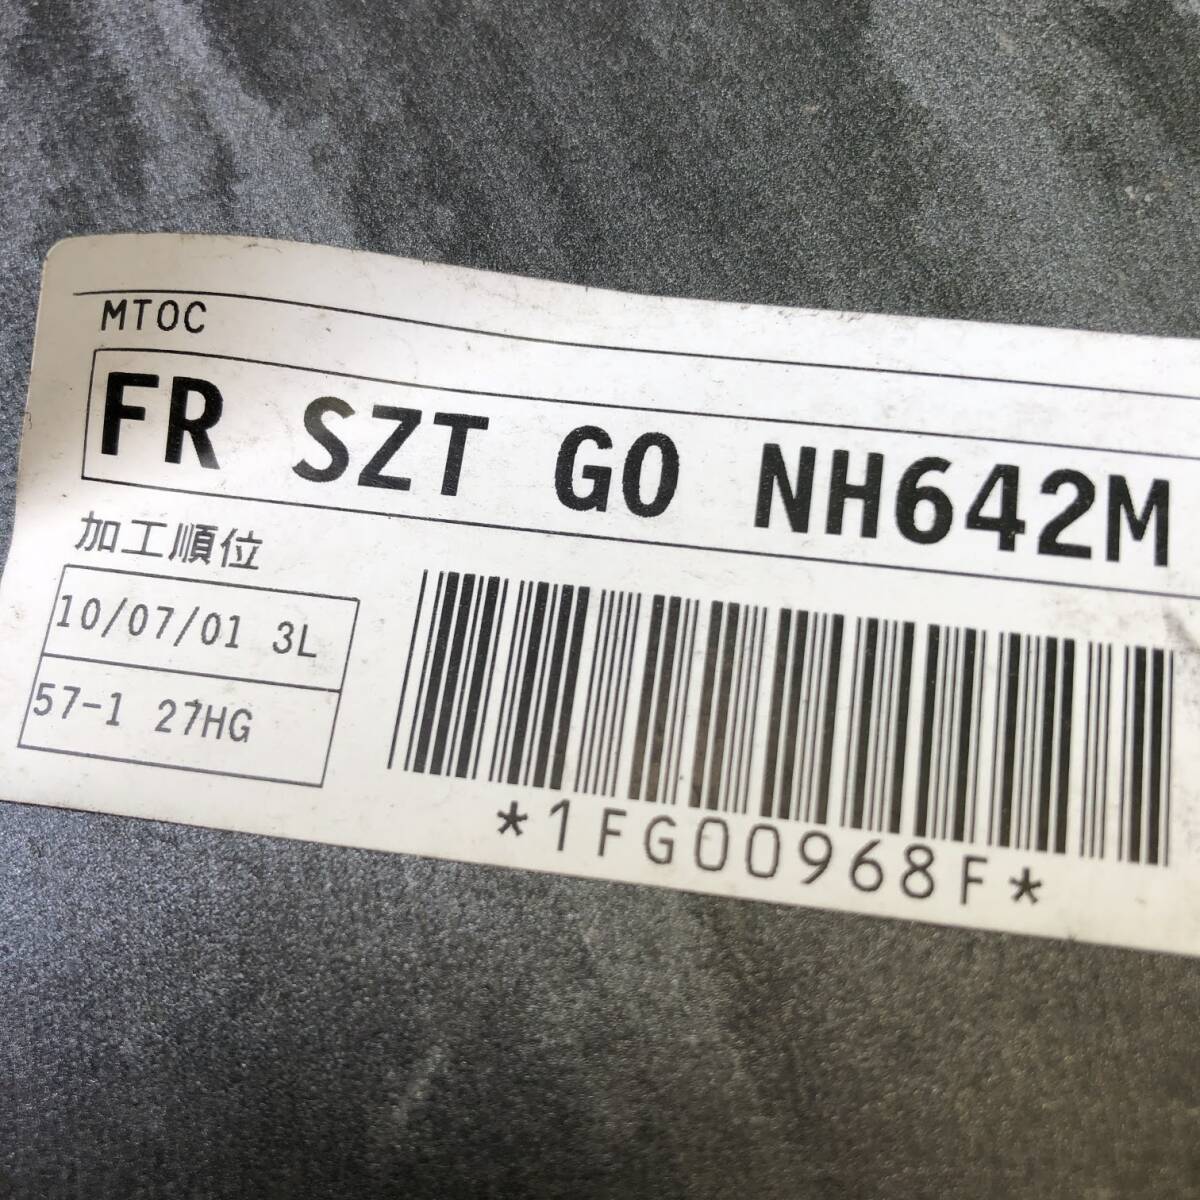 MTOC
FR SZT G0 NH642M
加工順位
10/07/01 3L
57-1 27HG
*1FG00968F*